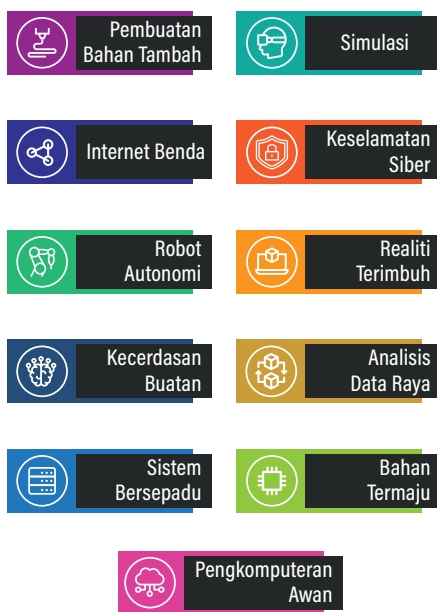 Pembuatan
Bahan Tambah
Simulasi
Internet Benda
Keselamatan
Siber
Robot
Autonomi
Realiti
Terimbuh
Kecerdasan
Buatan
Analisis
Data Raya
Sistem
Bersepadu
Bahan
Termaju
Pengkomputeran
Awan